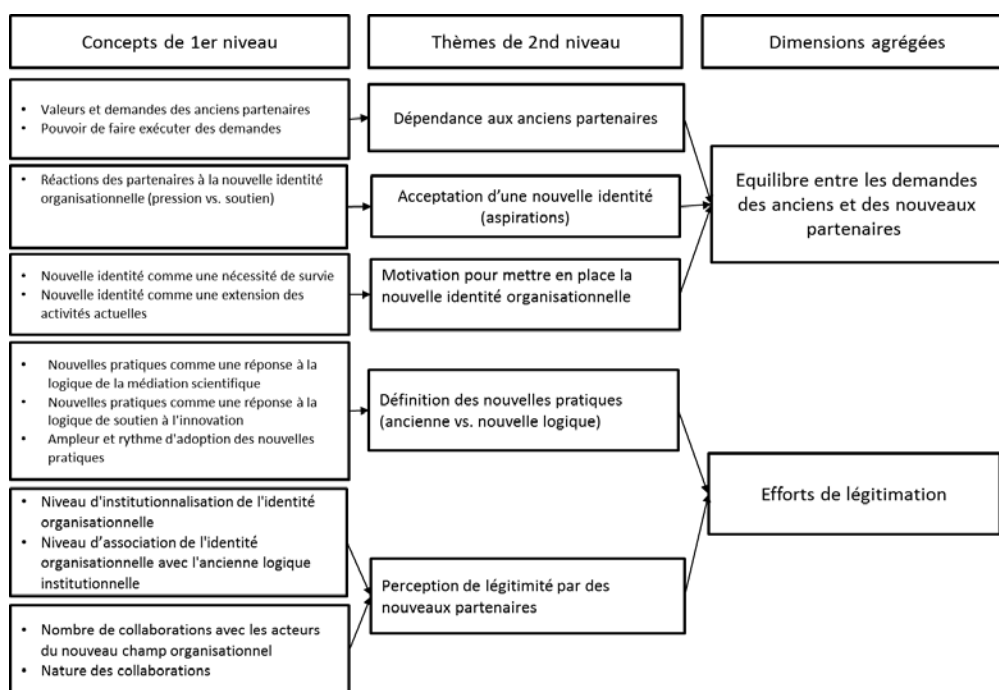 Concepts de 1er niveau
Thèmes de 2nd niveau
Dimensions agrégées
• Valeurs et demandes des anciens partenaires
• Pouvoir de faire exécuter des demandes
Dépendance aux anciens partenaires
• Réactions des partenaires à la nouvelle identité
organisationnelle (pression vs. soutien)
Acceptation d’une nouvelle identité
(aspirations)
Equilibre entre les demandes
des anciens et des nouveaux
partenaires
• Nouvelle identité comme une nécessité de survie
• Nouvelle identité comme une extension des
activités actuelles
Motivation pour mettre en place la
nouvelle identité organisationnelle
• Nouvelles pratiques comme une réponse à la
logique de la médiation scientifique
• Nouvelles pratiques comme une réponse à la
logique de soutien à l'innovation
• Ampleur et rythme d'adoption des nouvelles
pratiques
Définition des nouvelles pratiques
(ancienne vs. nouvelle logique)
Efforts de légitimation
• Niveau d'institutionnalisation de l'identité
organisationnelle
• Niveau d’association de l'identité
organisationnelle avec l'ancienne logique
institutionnelle
Perception de légitimité par des
nouveaux partenaires
• Nombre de collaborations avec les acteurs
du nouveau champ organisationnel
• Nature des collaborations